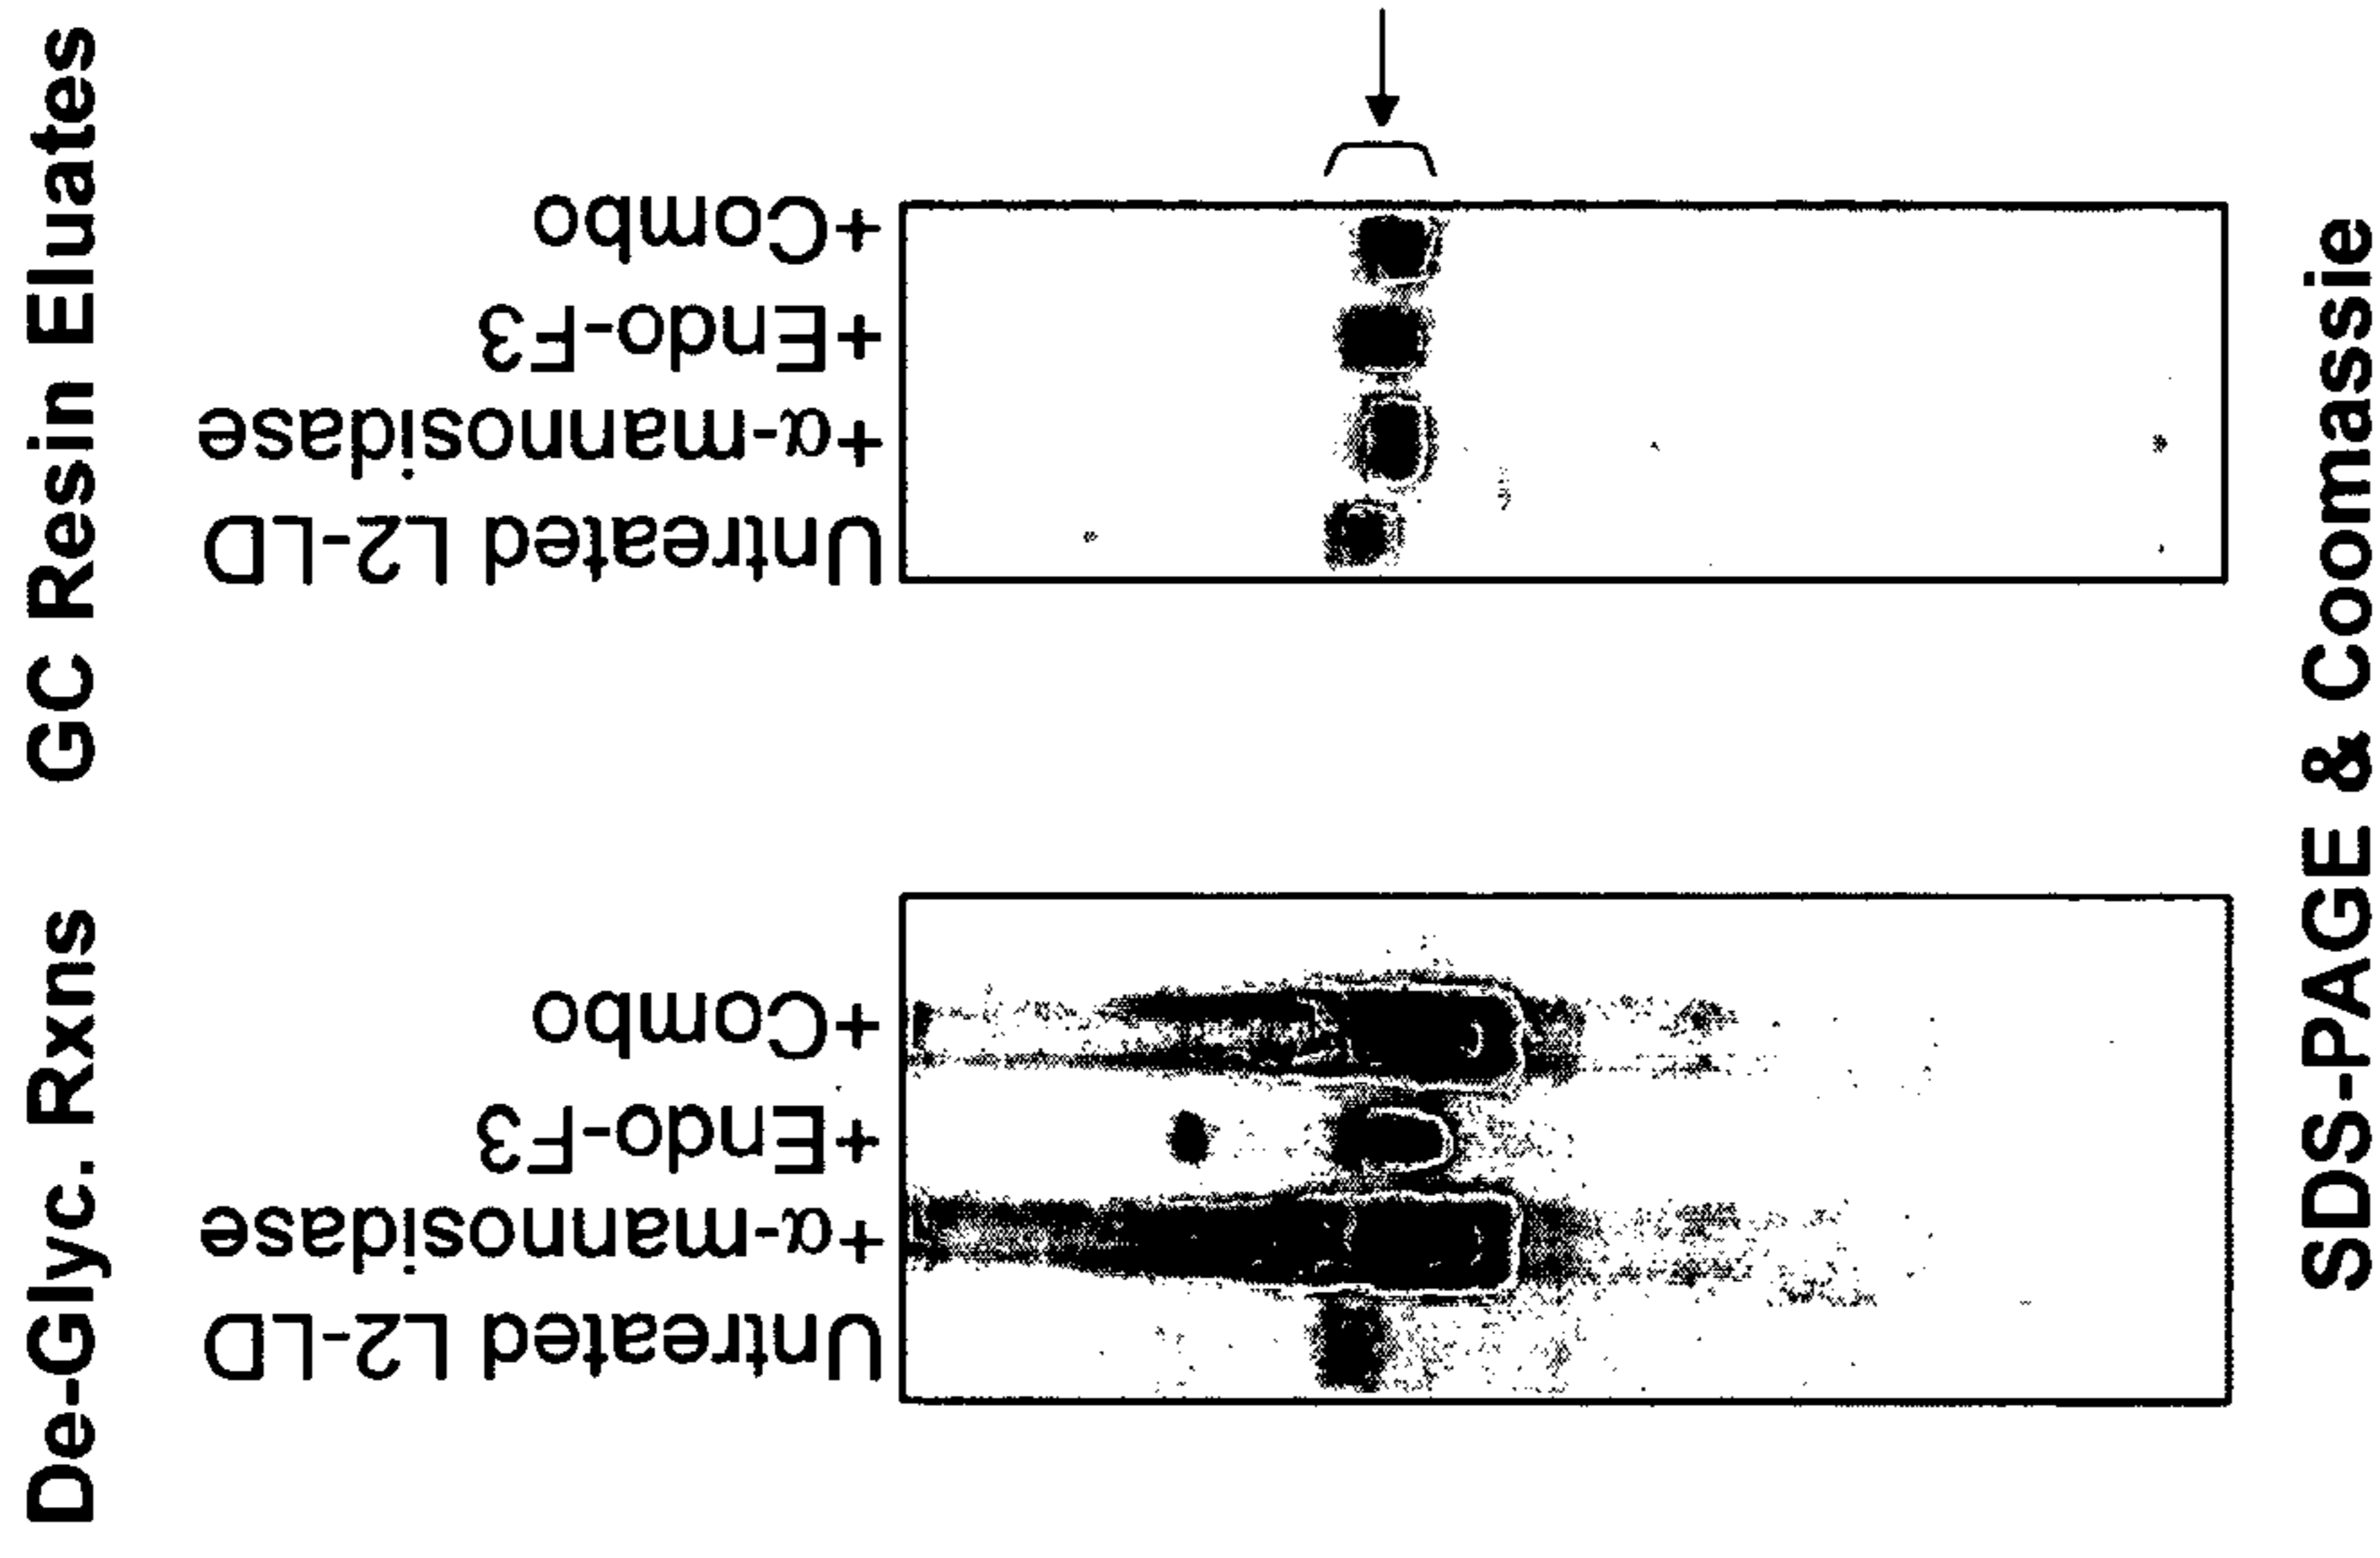 De-Glyc. Rxns
GC Resin Eluates
Untreated L2-LD
+α-mannosidase
+Endo-F3
+Combo
Untreated L2-LD
+α-mannosidase
+Endo-F3
+Combo
SDS-PAGE & Coomassie